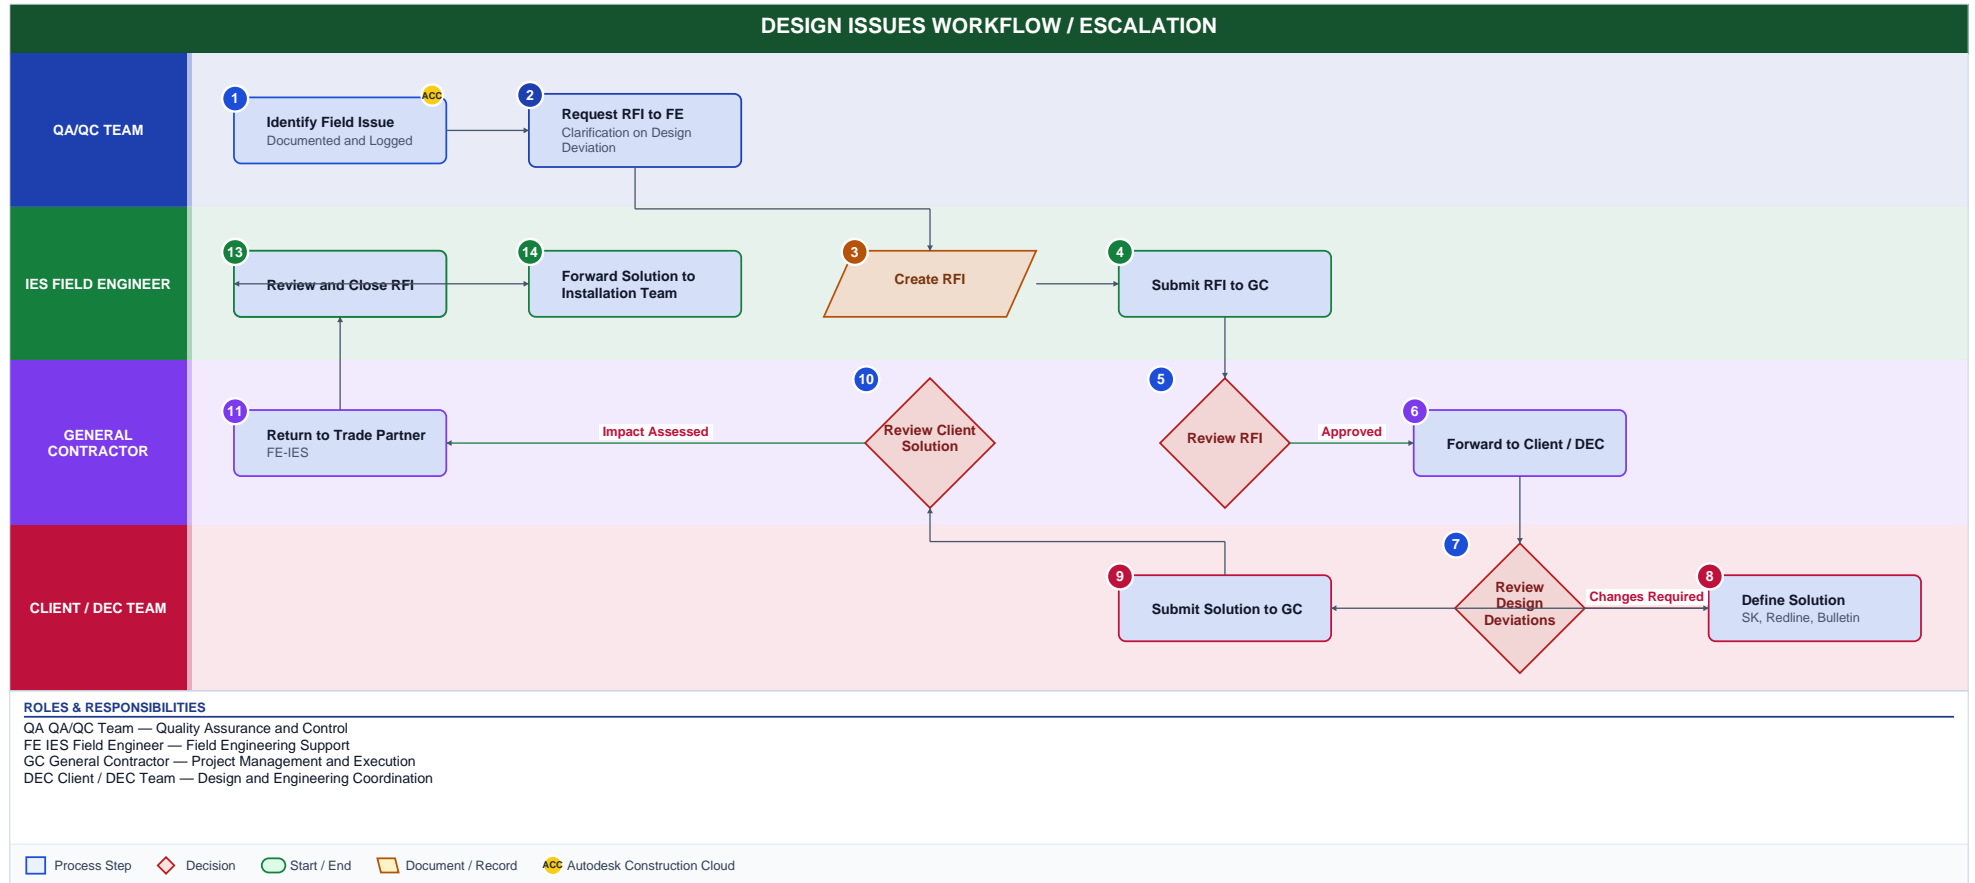 DESIGN ISSUES WORKFLOW / ESCALATION
QA/QC TEAM
1
ACC
Identify Field Issue
Documented and Logged
2
Request RFI to FE
Clarification on Design
Deviation
IES FIELD ENGINEER
13
Review and Close RFI
14
Forward Solution to
Installation Team
3
Create RFI
4
Submit RFI to GC
GENERAL
CONTRACTOR
11
Return to Trade Partner
FE-IES
Impact Assessed
10
Review Client
Solution
5
Review RFI
Approved
6
Forward to Client / DEC
CLIENT / DEC TEAM
9
Submit Solution to GC
7
Review
Design
Deviations
Changes Required
8
Define Solution
SK, Redline, Bulletin
ROLES & RESPONSIBILITIES
QA QA/QC Team — Quality Assurance and Control
FE IES Field Engineer — Field Engineering Support
GC General Contractor — Project Management and Execution
DEC Client / DEC Team — Design and Engineering Coordination
Process Step
Decision
Start / End
Document / Record
ACC Autodesk Construction Cloud